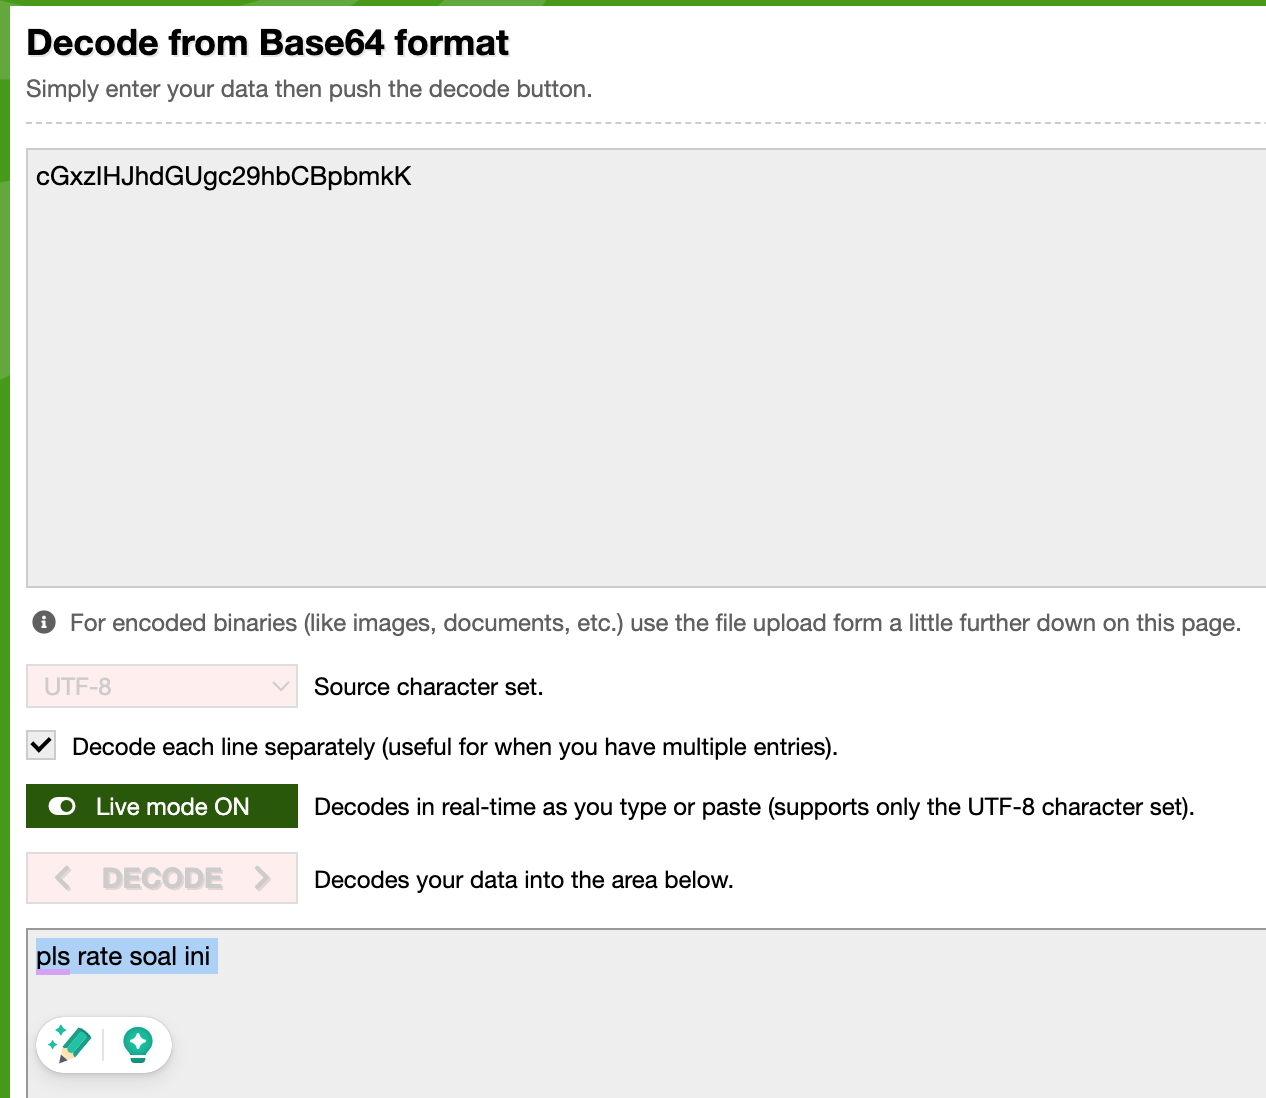 Decode from Base64 format
Simply enter your data then push the decode button.
cGxzIHJhdGUgc29hbCBpbmkK
For encoded binaries (like images, documents, etc.) use the file upload form a little further down on this page.
UTF-8 Source character set.
Decode each line separately (useful for when you have multiple entries).
Live mode ON Decodes in real-time as you type or paste (supports only the UTF-8 character set).
< DECODE > Decodes your data into the area below.
pls rate soal ini